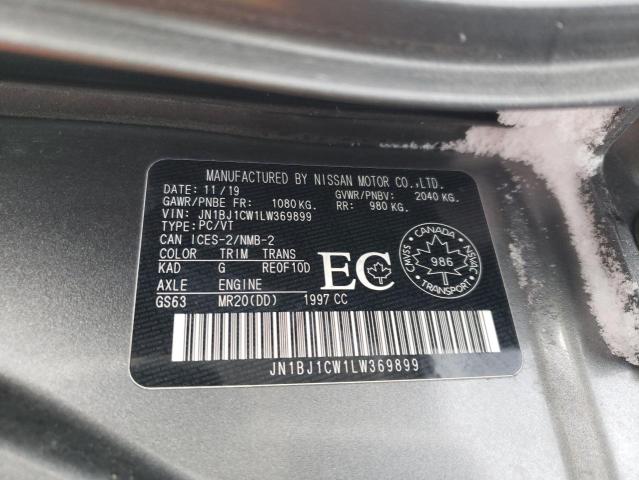 MANUFACTURED BY NISSAN MOTOR CO.,LTD.
DATE: 11/19 GVWR/PNBV: 2040 KG.
GAWR/PNBE FR: 1080KG. RR: 980 KG.
VIN: JN1BJ1CW1LW369899
TYPE: PC/VT
CAN ICES-2/NMB-2
COLOR TRIM TRANS
KAD G RE0F10D
AXLE ENGINE
GS63 MR20(DD) 1997 CC
EC
CANADA
CMVSS 986 NSVAC
TRANSPORT
JN1BJ1CW1LW369899